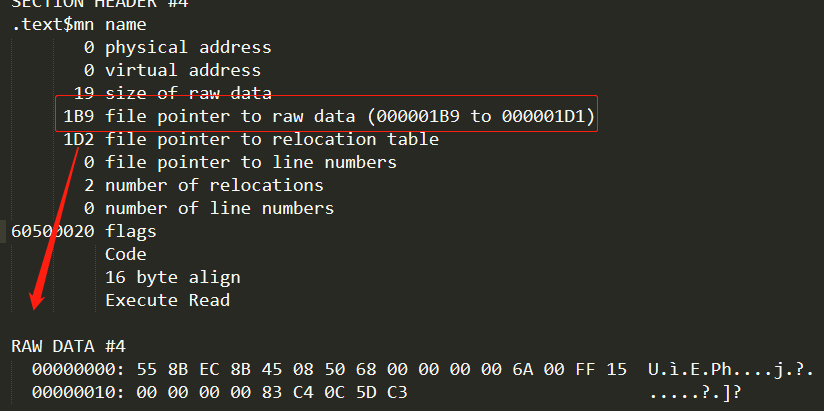 SECTION HEADER #4
.text$mn name
0 physical address
0 virtual address
19 size of raw data
1B9 file pointer to raw data (000001B9 to 000001D1)
1D2 file pointer to relocation table
0 file pointer to line numbers
2 number of relocations
0 number of line numbers
60500020 flags
Code
16 byte align
Execute Read
RAW DATA #4
00000000: 55 8B EC 8B 45 08 50 68 00 00 00 00 6A 00 FF 15  U.ì.E.Ph....j.?.
00000010: 00 00 00 00 83 C4 0C 5D C3  .....?.]?